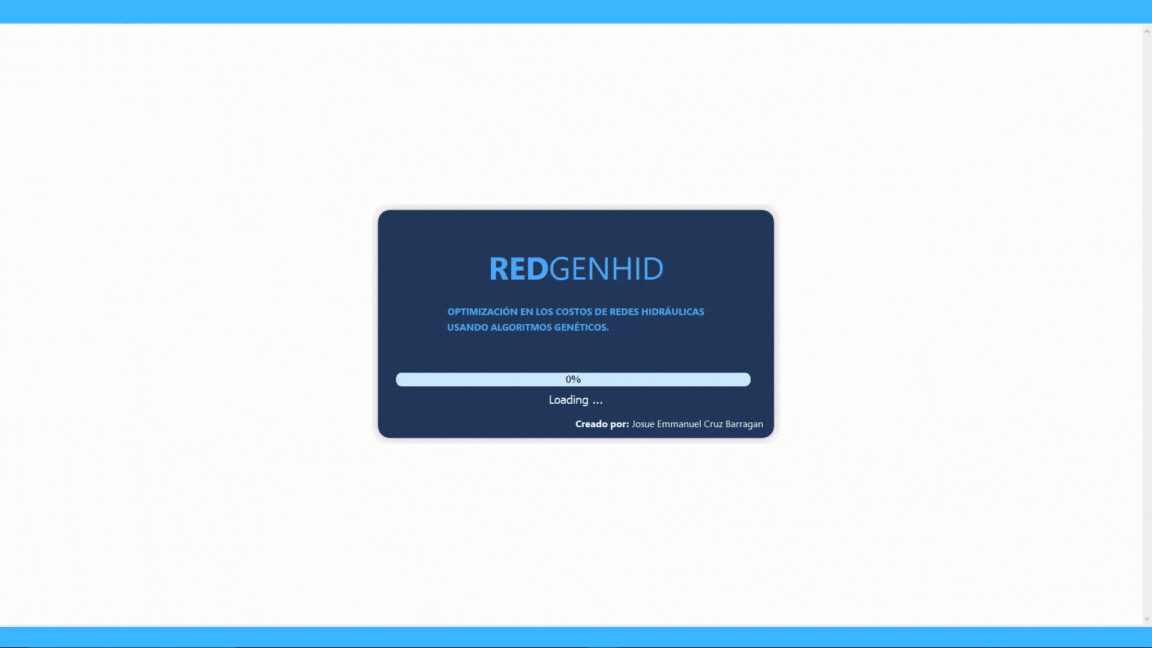 REDGENHID
OPTIMIZACIÓN EN LOS COSTOS DE REDES HIDRÁULICAS
USANDO ALGORITMOS GENÉTICOS.
0%
Loading ...
Creado por: Josue Emmanuel Cruz Barragan